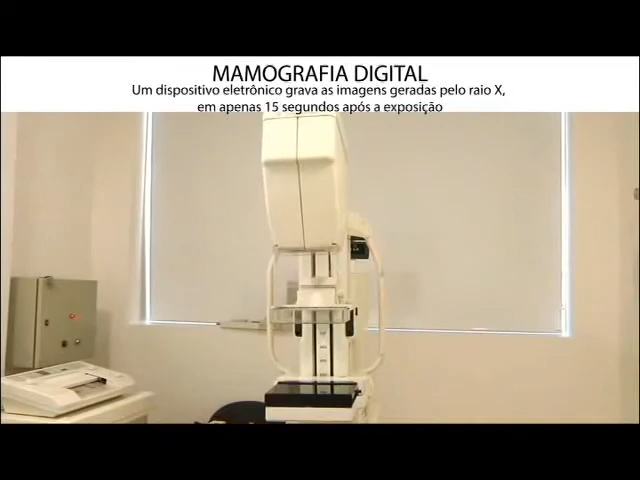 MAMOGRAFIA DIGITAL
Um dispositivo eletrônico grava as imagens geradas pelo raio X,
em apenas 15 segundos após a exposição